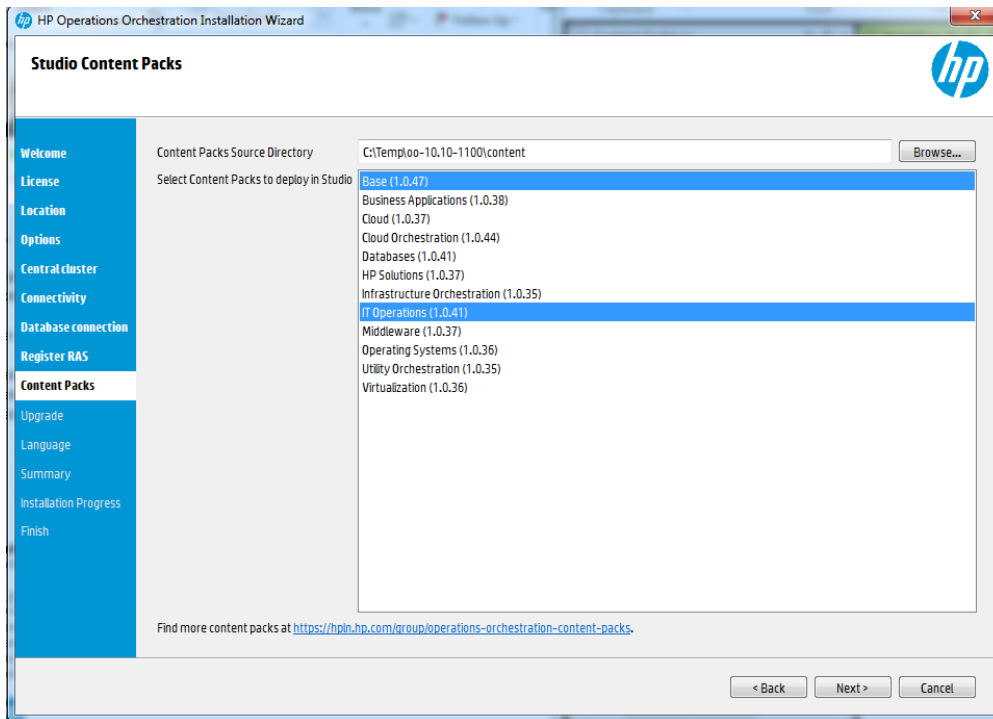 HP Operations Orchestration Installation Wizard
Studio Content Packs
hp
Welcome
License
Location
Options
Central cluster
Connectivity
Database connection
Register RAS
Content Packs
Upgrade
Language
Summary
Installation Progress
Finish
Content Packs Source Directory
C:\Temp\oo-10.10-1100\content
Browse...
Select Content Packs to deploy in Studio
Base (1.0.47)
Business Applications (1.0.38)
Cloud (1.0.37)
Cloud Orchestration (1.0.44)
Databases (1.0.41)
HP Solutions (1.0.37)
Infrastructure Orchestration (1.0.35)
IT Operations (1.0.41)
Middleware (1.0.37)
Operating Systems (1.0.36)
Utility Orchestration (1.0.35)
Virtualization (1.0.36)
Find more content packs at https://hpln.hp.com/group/operations-orchestration-content-packs.
< Back
Next >
Cancel